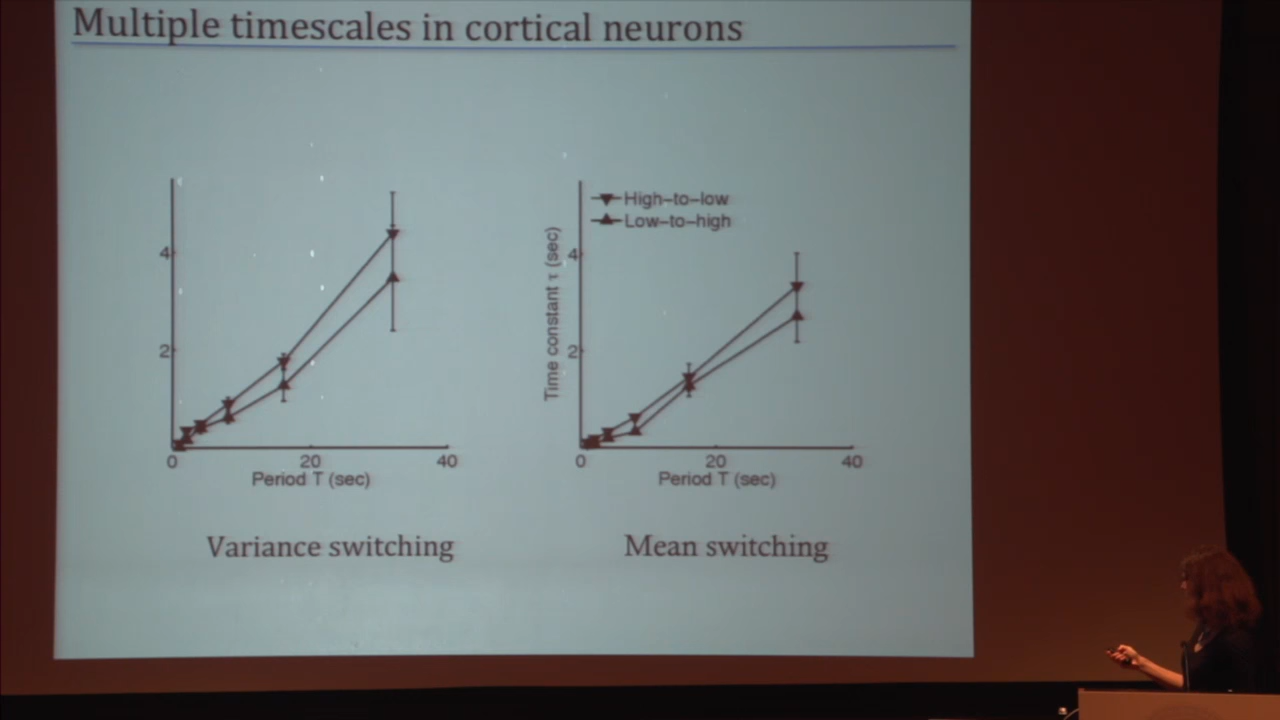 Multiple timescales in cortical neurons
4
2
0
20
40
Period T (sec)
Variance switching
High-to-low
Low-to-high
Time constant τ (sec)
4
2
0
20
40
Period T (sec)
Mean switching